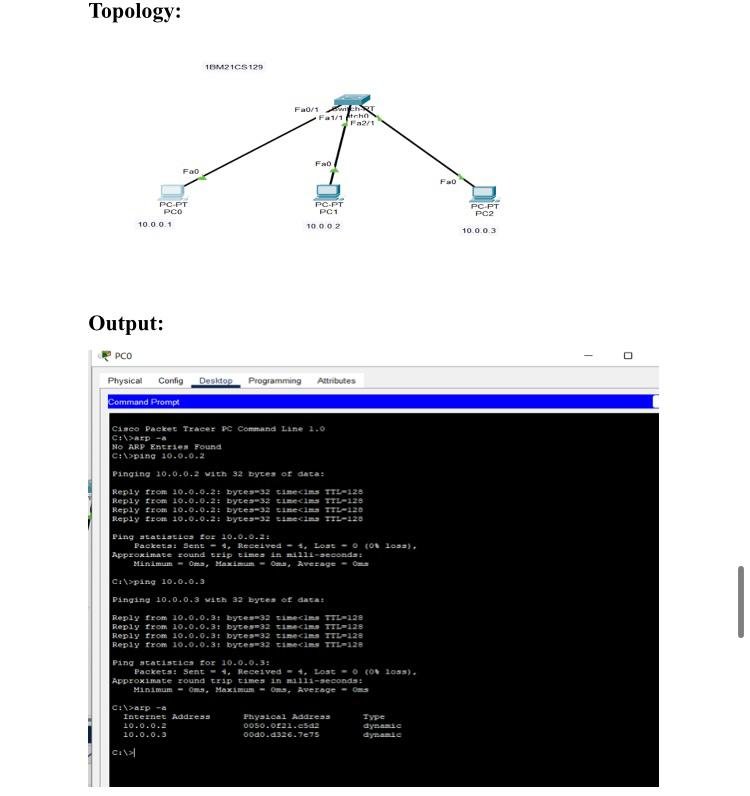 Topology:
1BM21CS129
Fa0/1
Fa1/1
Fa2/1
Fa0
Fa0
Fa0
PC-PT
PC0
PC-PT
PC1
PC-PT
PC2
10.0.0.1
10.0.0.2
10.0.0.3
Output:
PC0
Physical Config Desktop Programming Attributes
Command Prompt
Cisco Packet Tracer PC Command Line 1.0
C:\>arp -a
No ARP Entries Found
C:\>ping 10.0.0.2
Pinging 10.0.0.2 with 32 bytes of data:
Reply from 10.0.0.2: bytes=32 time<1ms TTL=128
Reply from 10.0.0.2: bytes=32 time<1ms TTL=128
Reply from 10.0.0.2: bytes=32 time<1ms TTL=128
Reply from 10.0.0.2: bytes=32 time<1ms TTL=128
Ping statistics for 10.0.0.2:
Packets: Sent = 4, Received = 4, Lost = 0 (0% loss),
Approximate round trip times in milli-seconds:
Minimum = 0ms, Maximum = 0ms, Average = 0ms
C:\>ping 10.0.0.3
Pinging 10.0.0.3 with 32 bytes of data:
Reply from 10.0.0.3: bytes=32 time<1ms TTL=128
Reply from 10.0.0.3: bytes=32 time<1ms TTL=128
Reply from 10.0.0.3: bytes=32 time<1ms TTL=128
Reply from 10.0.0.3: bytes=32 time<1ms TTL=128
Ping statistics for 10.0.0.3:
Packets: Sent = 4, Received = 4, Lost = 0 (0% loss),
Approximate round trip times in milli-seconds:
Minimum = 0ms, Maximum = 0ms, Average = 0ms
C:\>arp -a
Internet Address Physical Address Type
10.0.0.2 0050.0f21.c5d2 dynamic
10.0.0.3 00d0.d326.7e75 dynamic
C:\>